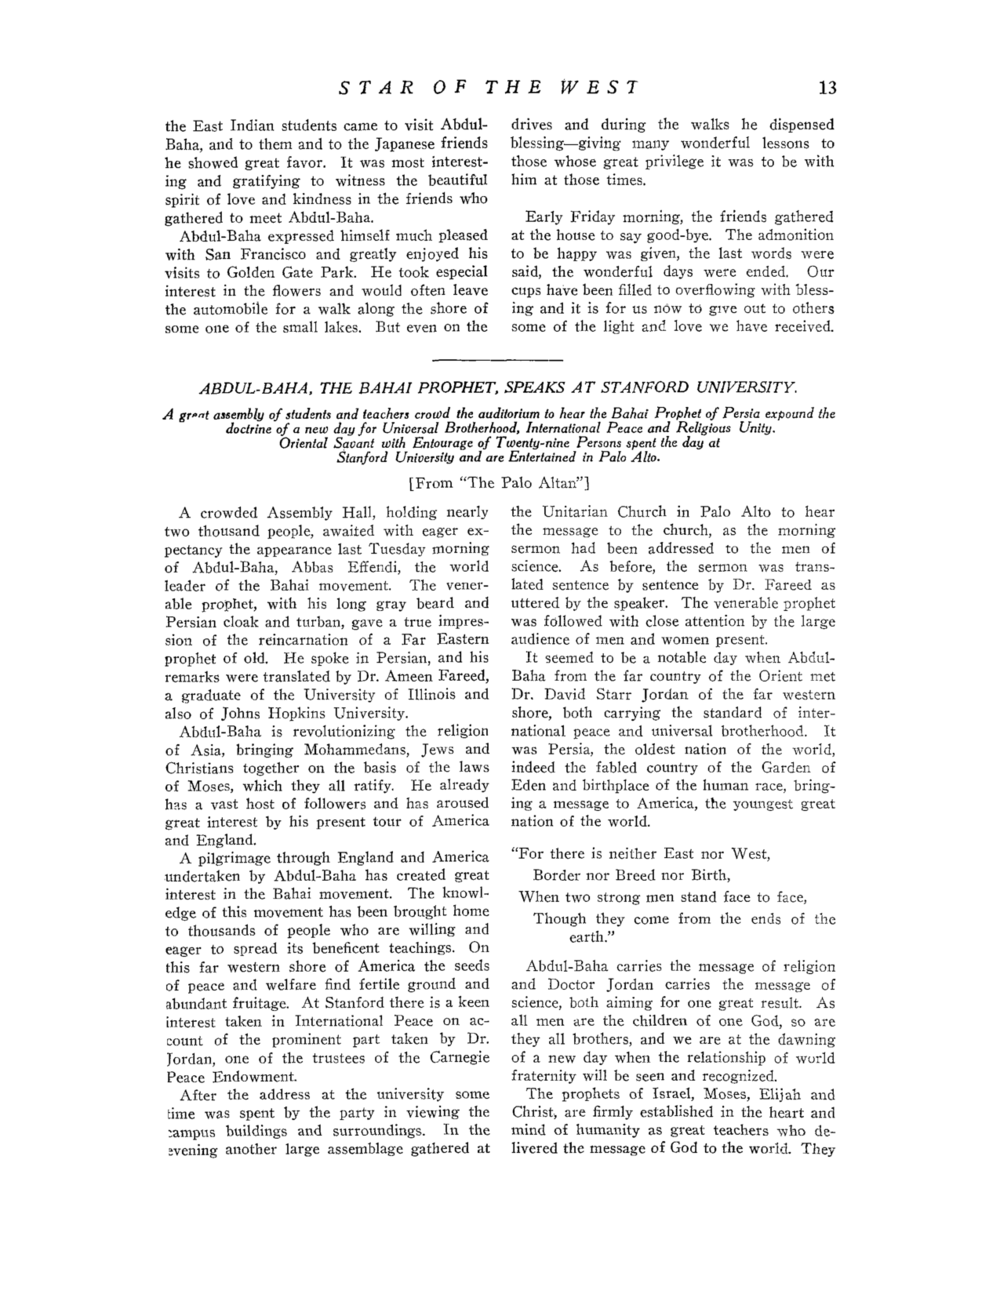 STAR OF THE WEST 13
the East Indian students came to visit Abdul-
Baha, and to them and to the Japanese friends
he showed great favor. It was most interest-
ing and gratifying to witness the beautiful
spirit of love and kindness in the friends who
gathered to meet Abdul-Baha.
Abdul-Baha expressed himself much pleased
with San Francisco and greatly enjoyed his
visits to Golden Gate Park. He took especial
interest in the flowers and would often leave
the automobile for a walk along the shore of
some one of the small lakes. But even on the
drives and during the walks he dispensed
blessing—giving many wonderful lessons to
those whose great privilege it was to be with
him at those times.
Early Friday morning, the friends gathered
at the house to say good-bye. The admonition
to be happy was given, the last words were
said, the wonderful days were ended. Our
cups have been filled to overflowing with bless-
ing and it is for us now to give out to others
some of the light and love we have received.
ABDUL-BAHA, THE BAHAI PROPHET, SPEAKS AT STANFORD UNIVERSITY.
A great assembly of students and teachers crowd the auditorium to hear the Bahai Prophet of Persia expound the
doctrine of a new day for Universal Brotherhood, International Peace and Religious Unity.
Oriental Savant with Entourage of Twenty-nine Persons spent the day at
Stanford University and are Entertained in Palo Alto.
[From "The Palo Altan"]
A crowded Assembly Hall, holding nearly
two thousand people, awaited with eager ex-
pectancy the appearance last Tuesday morning
of Abdul-Baha, Abbas Effendi, the world
leader of the Bahai movement. The vener-
able prophet, with his long gray beard and
Persian cloak and turban, gave a true impres-
sion of the reincarnation of a Far Eastern
prophet of old. He spoke in Persian, and his
remarks were translated by Dr. Ameen Fareed,
a graduate of the University of Illinois and
also of Johns Hopkins University.
Abdul-Baha is revolutionizing the religion
of Asia, bringing Mohammedans, Jews and
Christians together on the basis of the laws
of Moses, which they all ratify. He already
has a vast host of followers and has aroused
great interest by his present tour of America
and England.
A pilgrimage through England and America
undertaken by Abdul-Baha has created great
interest in the Bahai movement. The knowl-
edge of this movement has been brought home
to thousands of people who are willing and
eager to spread its beneficent teachings. On
this far western shore of America the seeds
of peace and welfare find fertile ground and
abundant fruitage. At Stanford there is a keen
interest taken in International Peace on ac-
count of the prominent part taken by Dr.
Jordan, one of the trustees of the Carnegie
Peace Endowment.
After the address at the university some
time was spent by the party in viewing the
campus buildings and surroundings. In the
evening another large assemblage gathered at
the Unitarian Church in Palo Alto to hear
the message to the church, as the morning
sermon had been addressed to the men of
science. As before, the sermon was trans-
lated sentence by sentence by Dr. Fareed as
uttered by the speaker. The venerable prophet
was followed with close attention by the large
audience of men and women present.
It seemed to be a notable day when Abdul-
Baha from the far country of the Orient met
Dr. David Starr Jordan of the far western
shore, both carrying the standard of inter-
national peace and universal brotherhood. It
was Persia, the oldest nation of the world,
indeed the fabled country of the Garden of
Eden and birthplace of the human race, bring-
ing a message to America, the youngest great
nation of the world.
"For there is neither East nor West,
Border nor Breed nor Birth,
When two strong men stand face to face,
Though they come from the ends of the
earth."
Abdul-Baha carries the message of religion
and Doctor Jordan carries the message of
science, both aiming for one great result. As
all men are the children of one God, so are
they all brothers, and we are at the dawning
of a new day when the relationship of world
fraternity will be seen and recognized.
The prophets of Israel, Moses, Elijah and
Christ, are firmly established in the heart and
mind of humanity as great teachers who de-
livered the message of God to the world. They